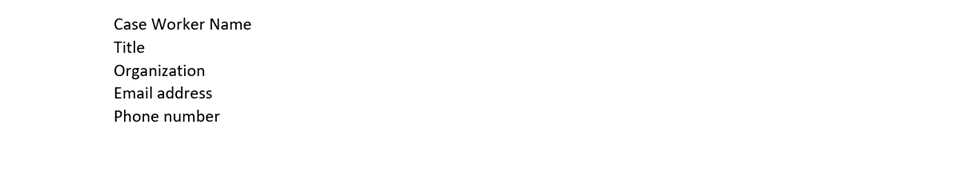 Case Worker Name
Title
Organization
Email address
Phone number